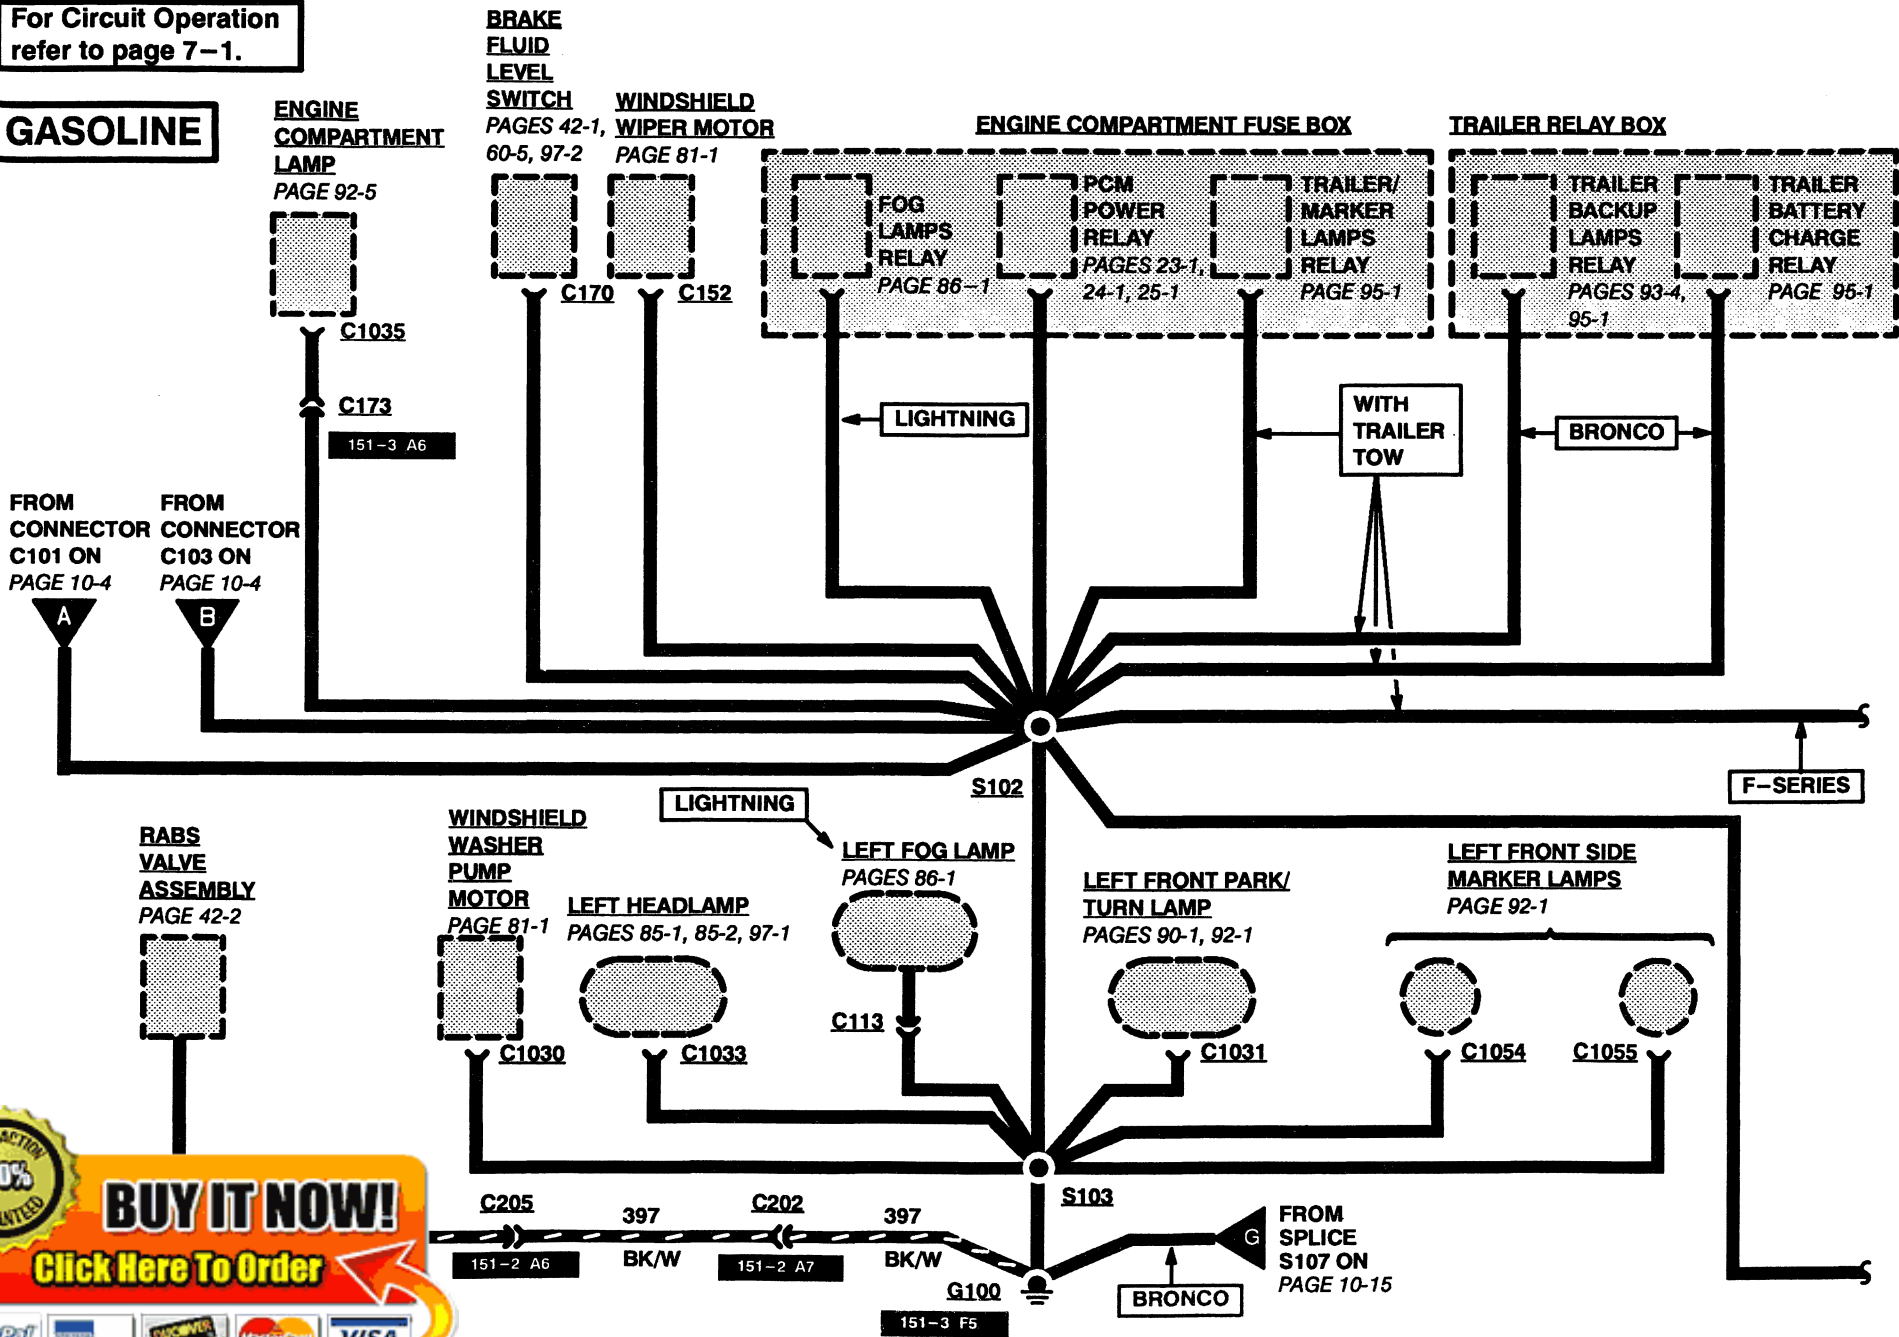 For Circuit Operation
refer to page 7–1.
GASOLINE
ENGINE
COMPARTMENT
LAMP
PAGE 92-5
BRAKE
FLUID
LEVEL
SWITCH
PAGES 42-1,
60-5, 97-2
WINDSHIELD
WIPER MOTOR
PAGE 81-1
ENGINE COMPARTMENT FUSE BOX
TRAILER RELAY BOX
FOG
LAMPS
RELAY
PAGE 86–1
PCM
POWER
RELAY
PAGES 23-1,
24-1, 25-1
TRAILER/
MARKER
LAMPS
RELAY
PAGE 95-1
TRAILER
BACKUP
LAMPS
RELAY
PAGES 93-4,
95-1
TRAILER
BATTERY
CHARGE
RELAY
PAGE 95-1
C1035
C170
C152
C173
151–3 A6
LIGHTNING
WITH
TRAILER
TOW
BRONCO
FROM
CONNECTOR
C101 ON
PAGE 10-4
A
FROM
CONNECTOR
C103 ON
PAGE 10-4
B
S102
F–SERIES
RABS
VALVE
ASSEMBLY
PAGE 42-2
WINDSHIELD
WASHER
PUMP
MOTOR
PAGE 81-1
LEFT HEADLAMP
PAGES 85-1, 85-2, 97-1
LIGHTNING
LEFT FOG LAMP
PAGES 86-1
LEFT FRONT PARK/
TURN LAMP
PAGES 90-1, 92-1
LEFT FRONT SIDE
MARKER LAMPS
PAGE 92-1
C1030
C1033
C113
C1031
C1054
C1055
S103
C205
151–2 A6
397
BK/W
C202
151–2 A7
397
BK/W
G100
151–3 F5
BRONCO
G
FROM
SPLICE
S107 ON
PAGE 10-15
BUY IT NOW!
Click Here To Order
VISA